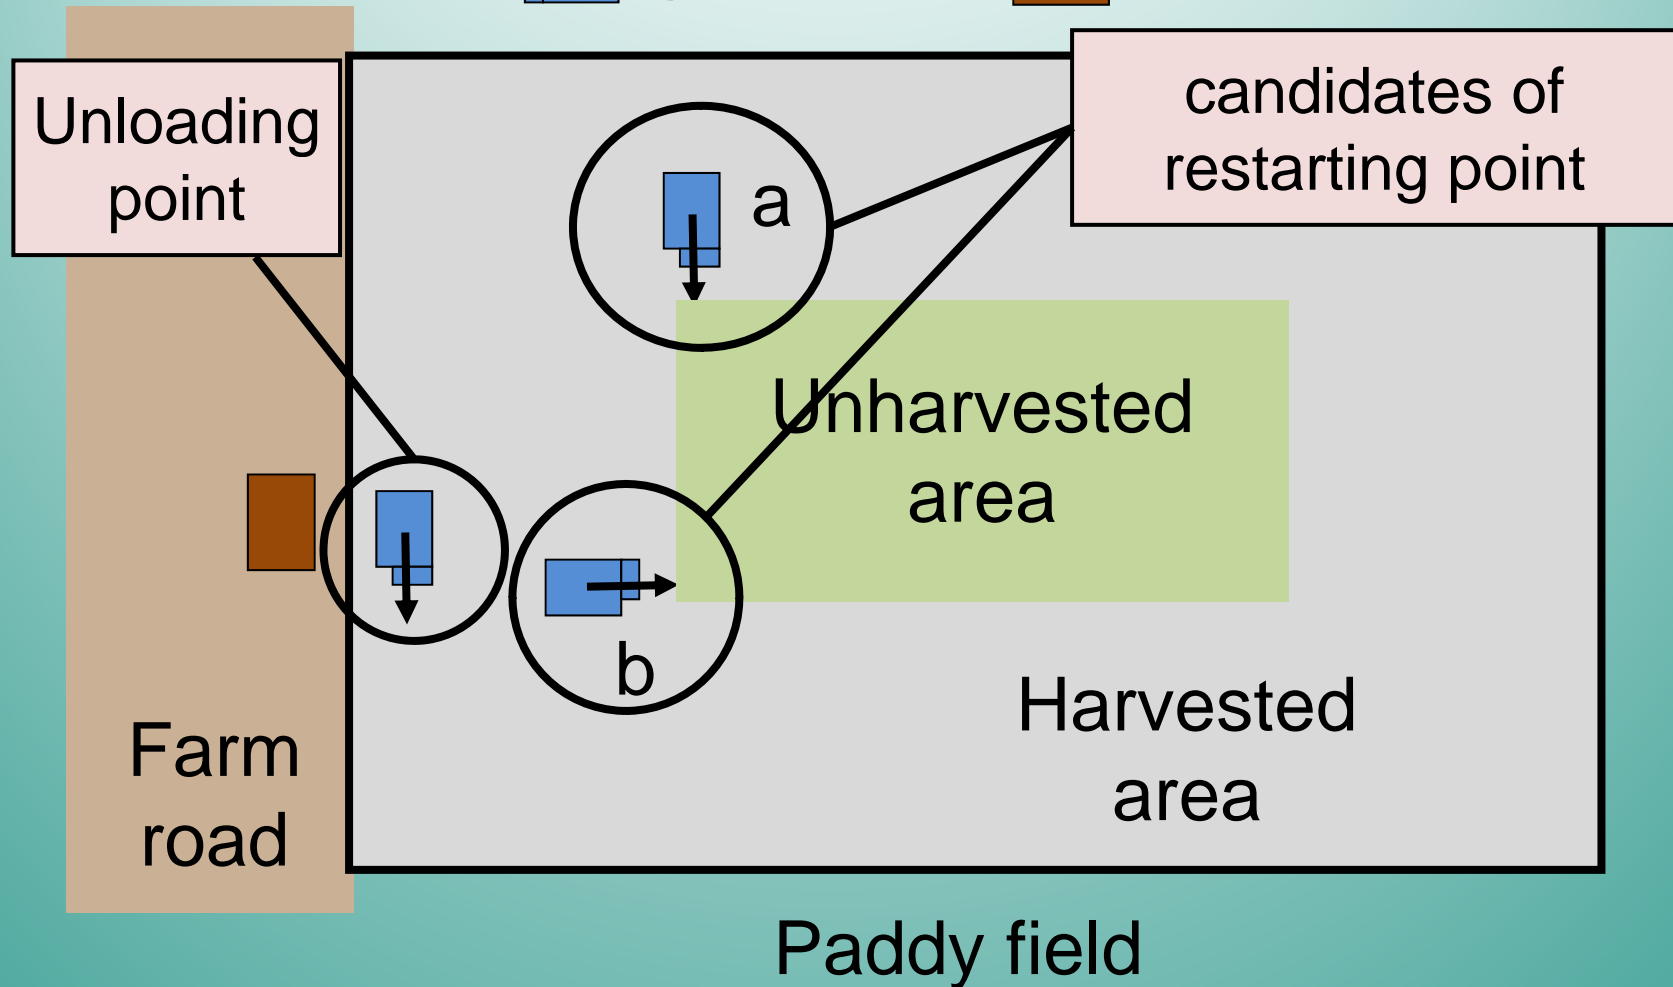 Unloading
point
candidates of
restarting point
a
Unharvested
area
b
Harvested
area
Farm
road
Paddy field